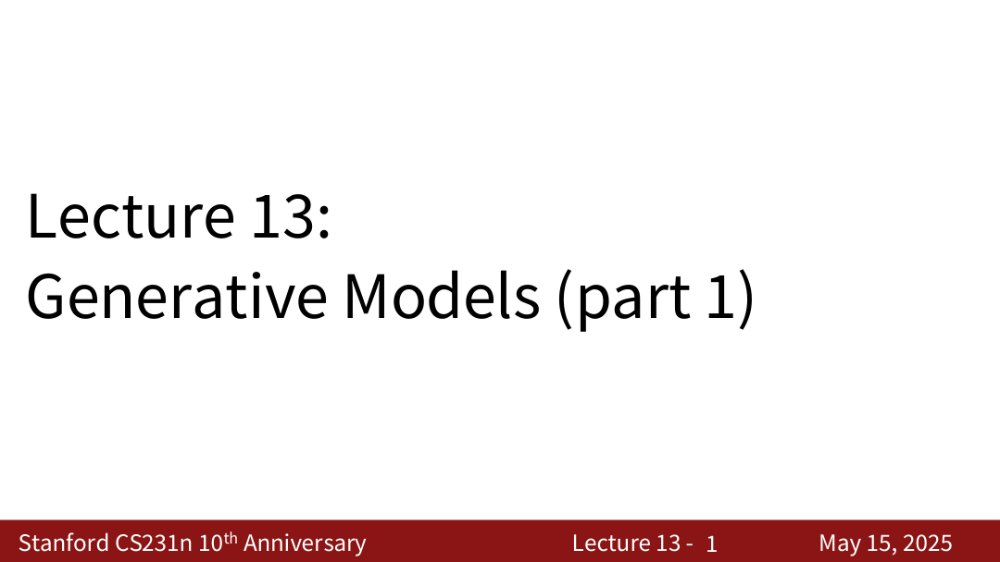 Lecture 13:
Generative Models (part 1)
Stanford CS231n 10th Anniversary
Lecture 13 - 1
May 15, 2025